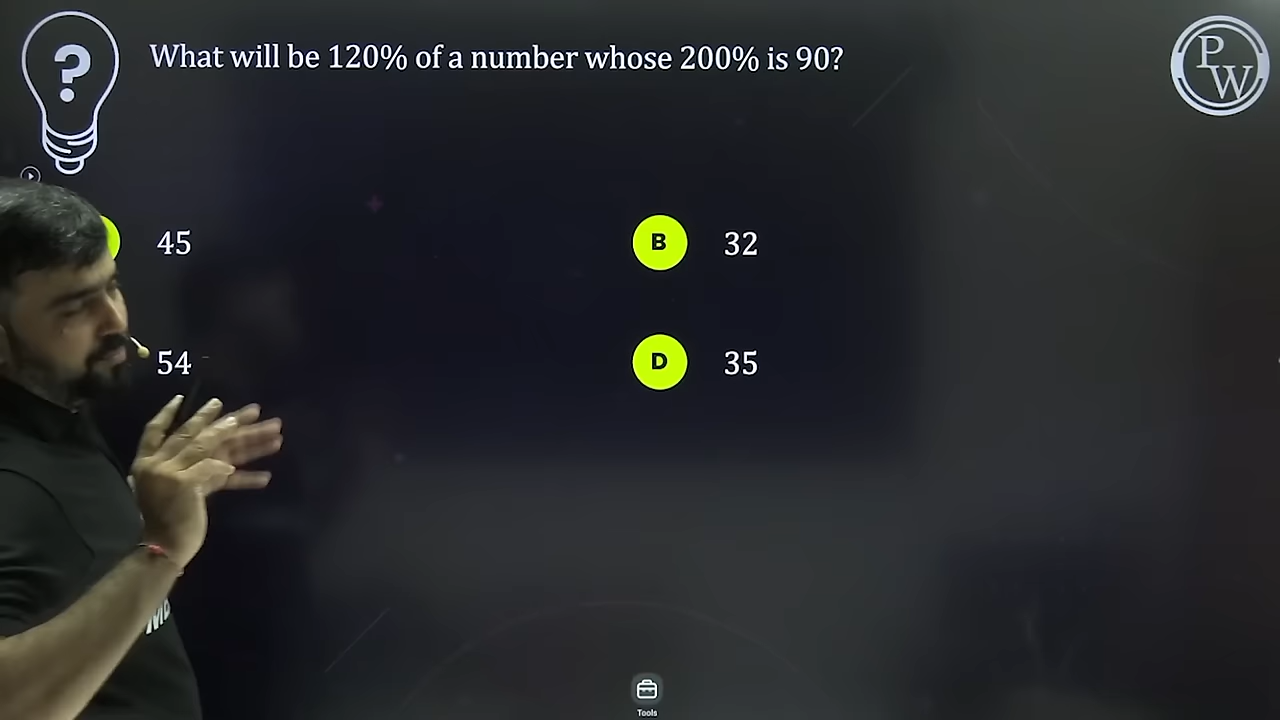 ?
What will be 120% of a number whose 200% is 90?
PW
45
B 32
54
D 35
Tools